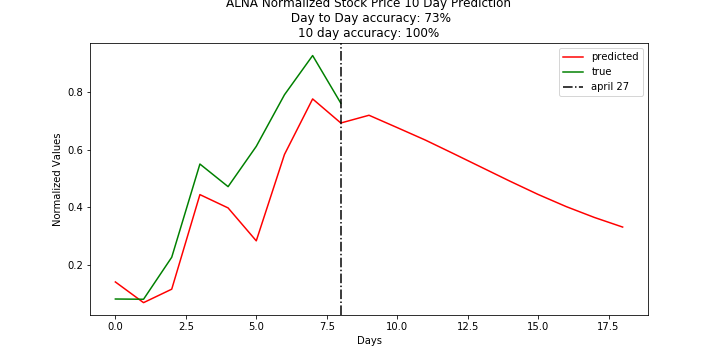 ALNA Normalized Stock Price 10 Day Prediction
Day to Day accuracy: 73%
10 day accuracy: 100%
predicted
true
april 27
Normalized Values
0.8
0.6
0.4
0.2
0.0 2.5 5.0 7.5 10.0 12.5 15.0 17.5
Days